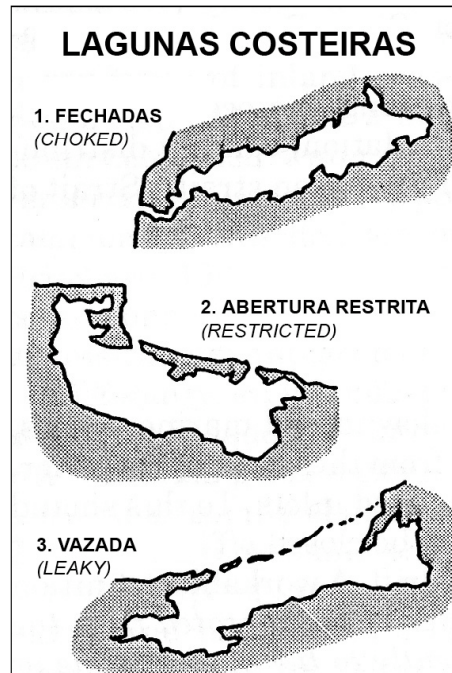 LAGUNAS COSTEIRAS
1. FECHADAS
(CHOKED)
2. ABERTURA RESTRITA
(RESTRICTED)
3. VAZADA
(LEAKY)